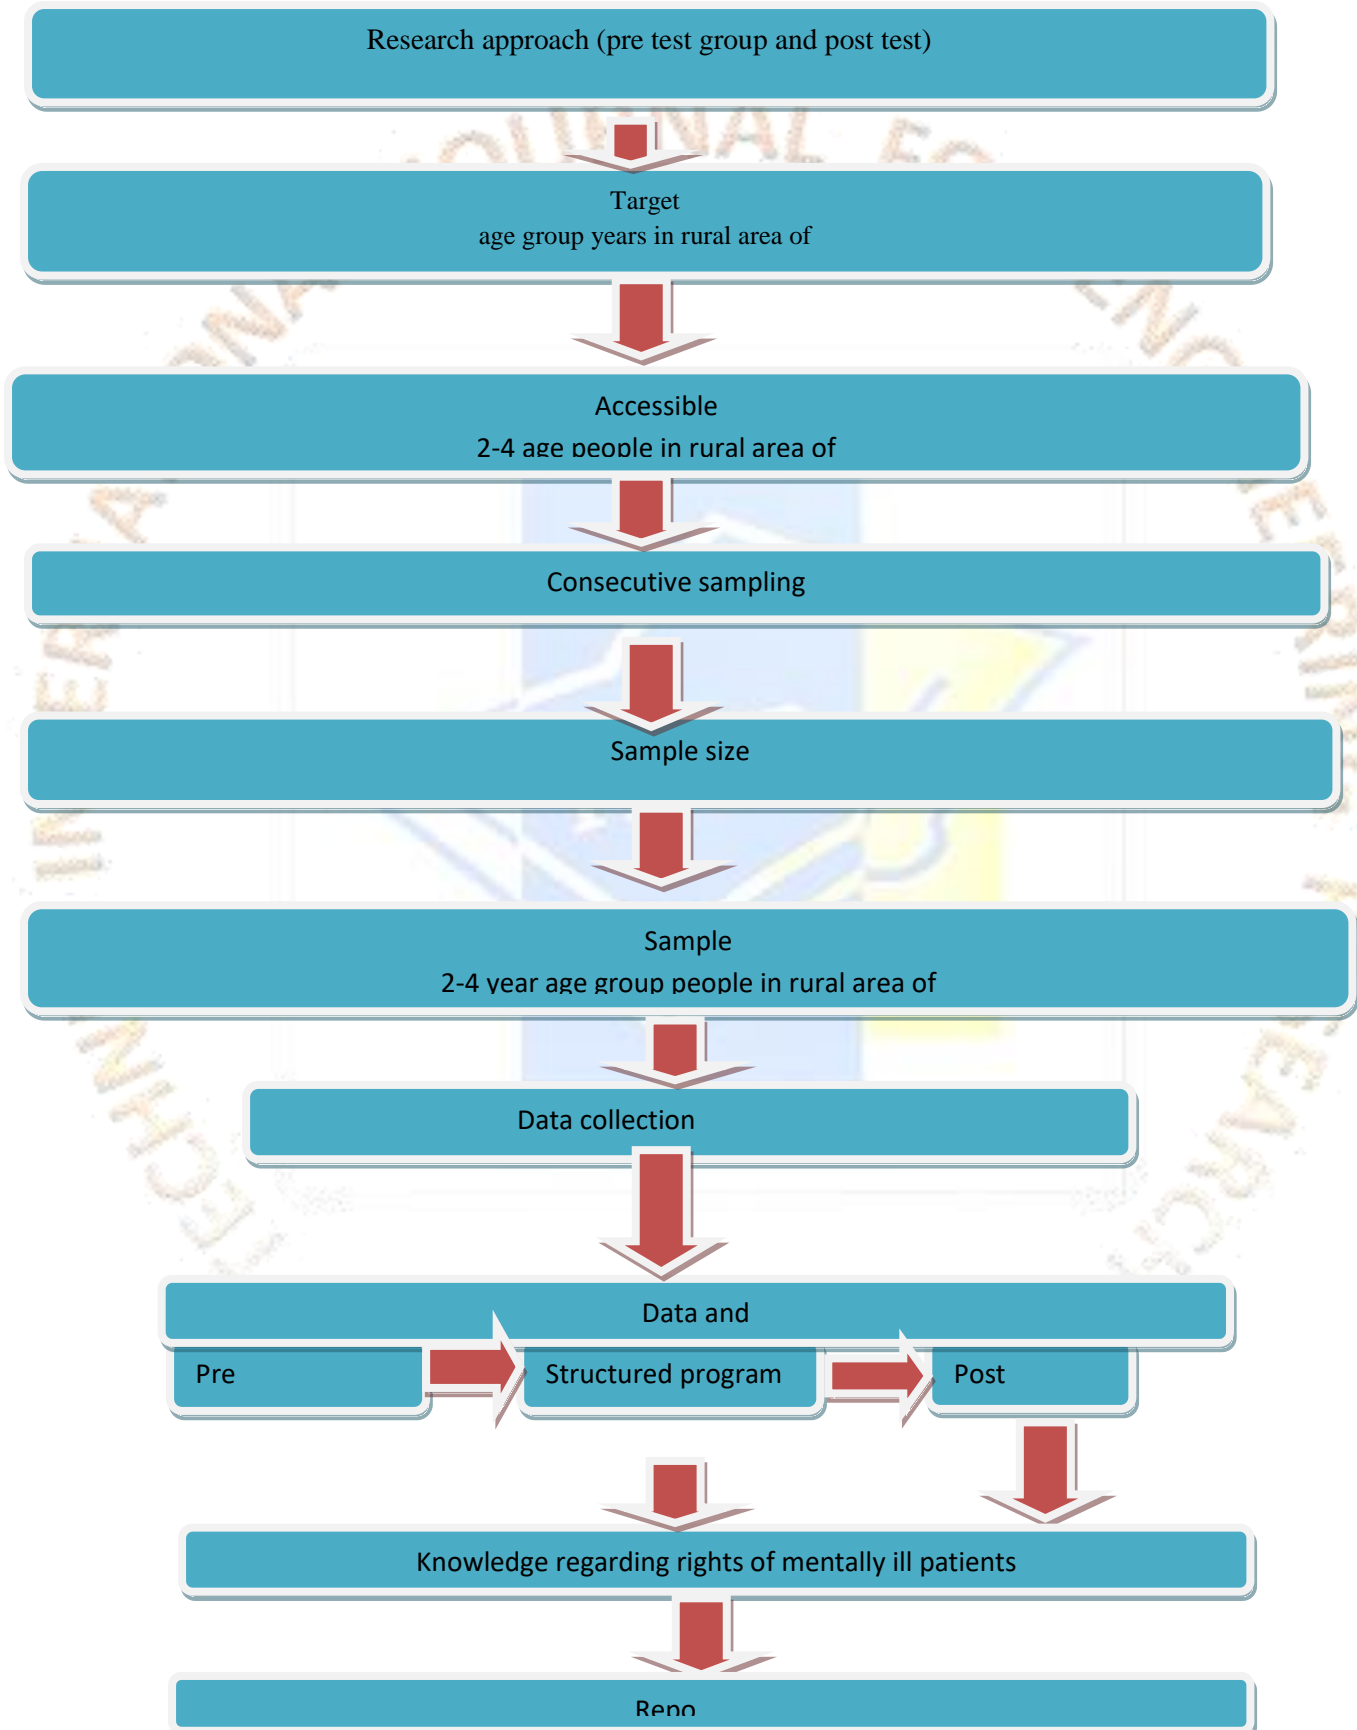 Research approach (pre test group and post test)
Target
age group years in rural area of
Accessible
2-4 age people in rural area of
Consecutive sampling
Sample size
Sample
2-4 year age group people in rural area of
Data collection
Data and
Pre
Structured program
Post
Knowledge regarding rights of mentally ill patients
Repo